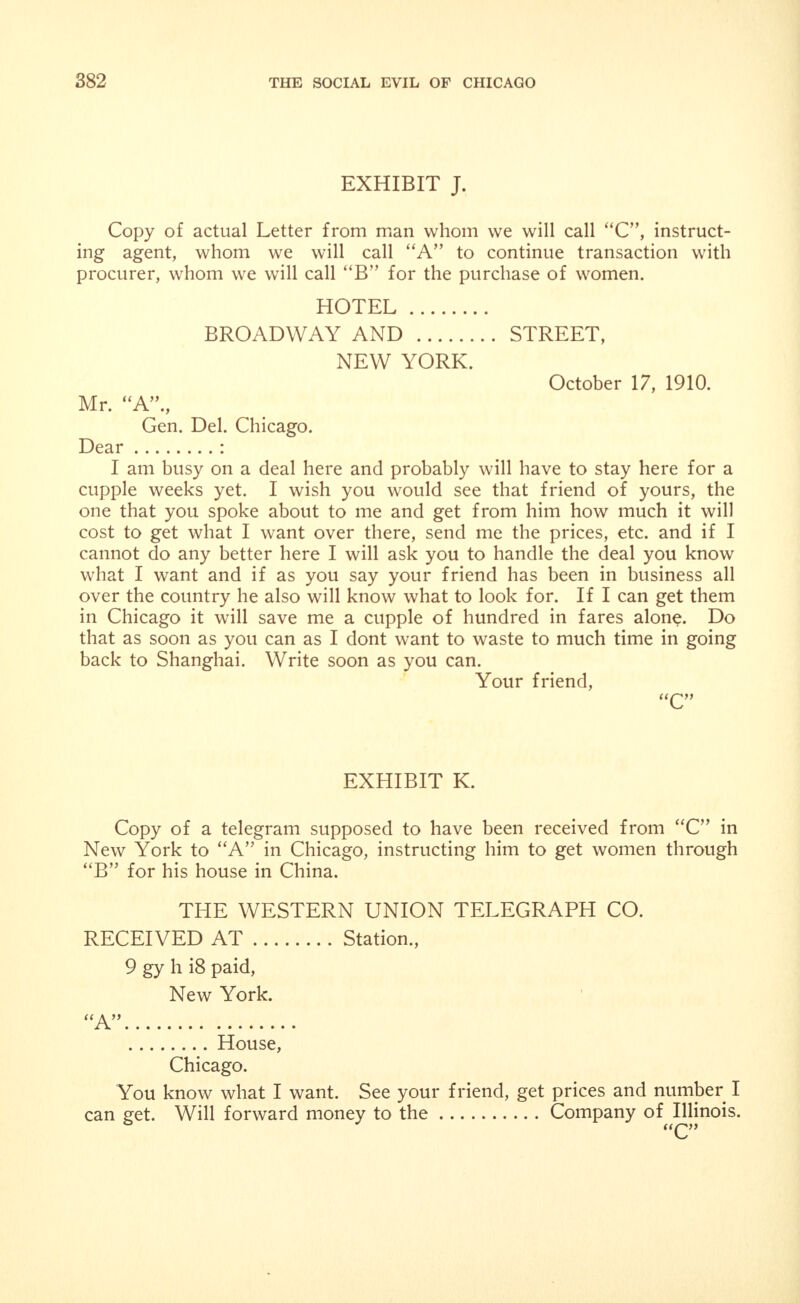 382 THE SOCIAL EVIL OF CHICAGO
EXHIBIT J.
Copy of actual Letter from man whom we will call “C”, instruct-
ing agent, whom we will call “A” to continue transaction with
procurer, whom we will call “B” for the purchase of women.
HOTEL ........
BROADWAY AND ........ STREET,
NEW YORK.
October 17, 1910.
Mr. “A”.,
Gen. Del. Chicago.
Dear ........:
I am busy on a deal here and probably will have to stay here for a
cupple weeks yet. I wish you would see that friend of yours, the
one that you spoke about to me and get from him how much it will
cost to get what I want over there, send me the prices, etc. and if I
cannot do any better here I will ask you to handle the deal you know
what I want and if as you say your friend has been in business all
over the country he also will know what to look for. If I can get them
in Chicago it will save me a cupple of hundred in fares alone. Do
that as soon as you can as I dont want to waste to much time in going
back to Shanghai. Write soon as you can.
Your friend,
“C”
EXHIBIT K.
Copy of a telegram supposed to have been received from “C” in
New York to “A” in Chicago, instructing him to get women through
“B” for his house in China.
THE WESTERN UNION TELEGRAPH CO.
RECEIVED AT ........ Station.,
9 gy h i8 paid,
New York.
“A”........ ........
........ House,
Chicago.
You know what I want. See your friend, get prices and number I
can get. Will forward money to the .......... Company of Illinois.
“C”